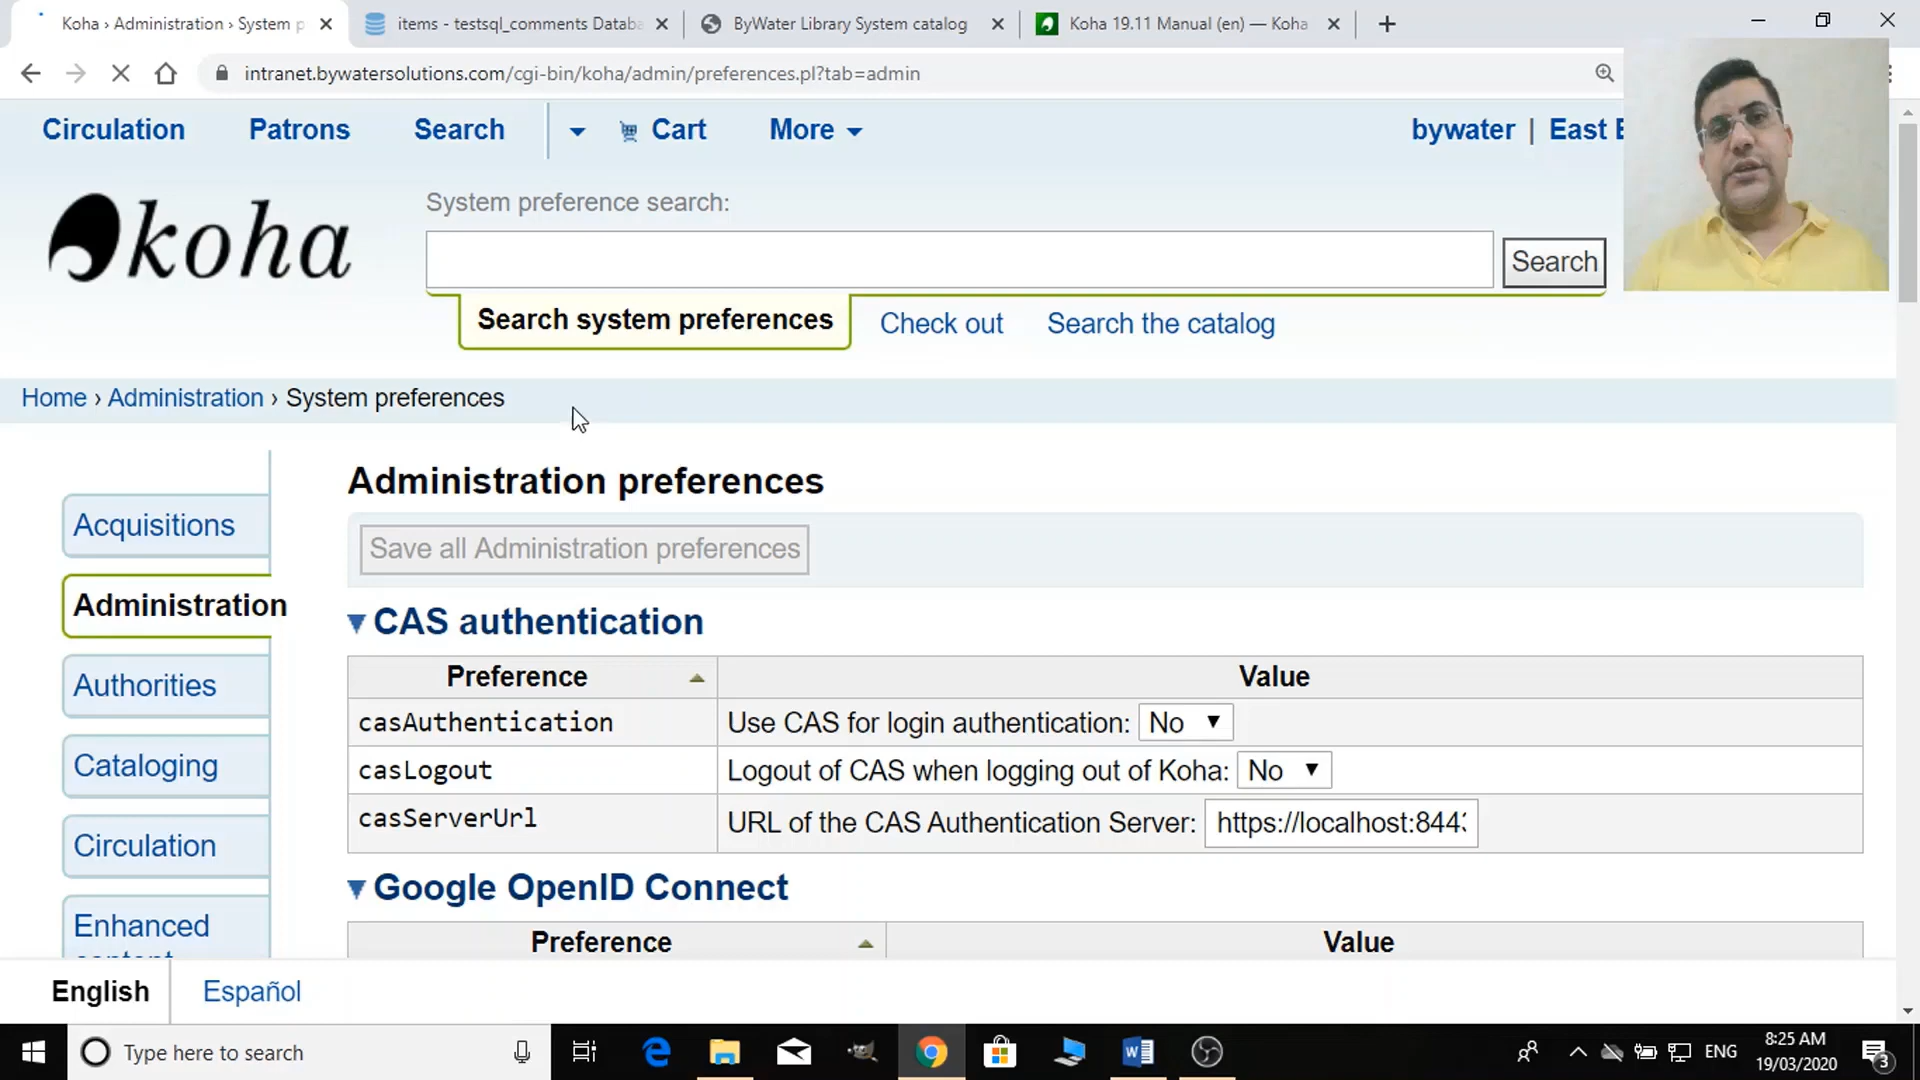 Koha › Administration › System p
items - testsql_comments Databa
ByWater Library System catalog
Koha 19.11 Manual (en) — Koha
intranet.bywatersolutions.com/cgi-bin/koha/admin/preferences.pl?tab=admin
Circulation Patrons Search Cart More bywater | East
koha
System preference search:
Search
Search system preferences Check out Search the catalog
Home › Administration › System preferences
Administration preferences
Acquisitions
Save all Administration preferences
Administration
CAS authentication
Preference Value
Authorities
casAuthentication Use CAS for login authentication: No
Cataloging
casLogout Logout of CAS when logging out of Koha: No
casServerUrl URL of the CAS Authentication Server: https://localhost:844
Circulation
Google OpenID Connect
Enhanced
content
Preference Value
English Español
Type here to search
ENG
8:25 AM
19/03/2020
3